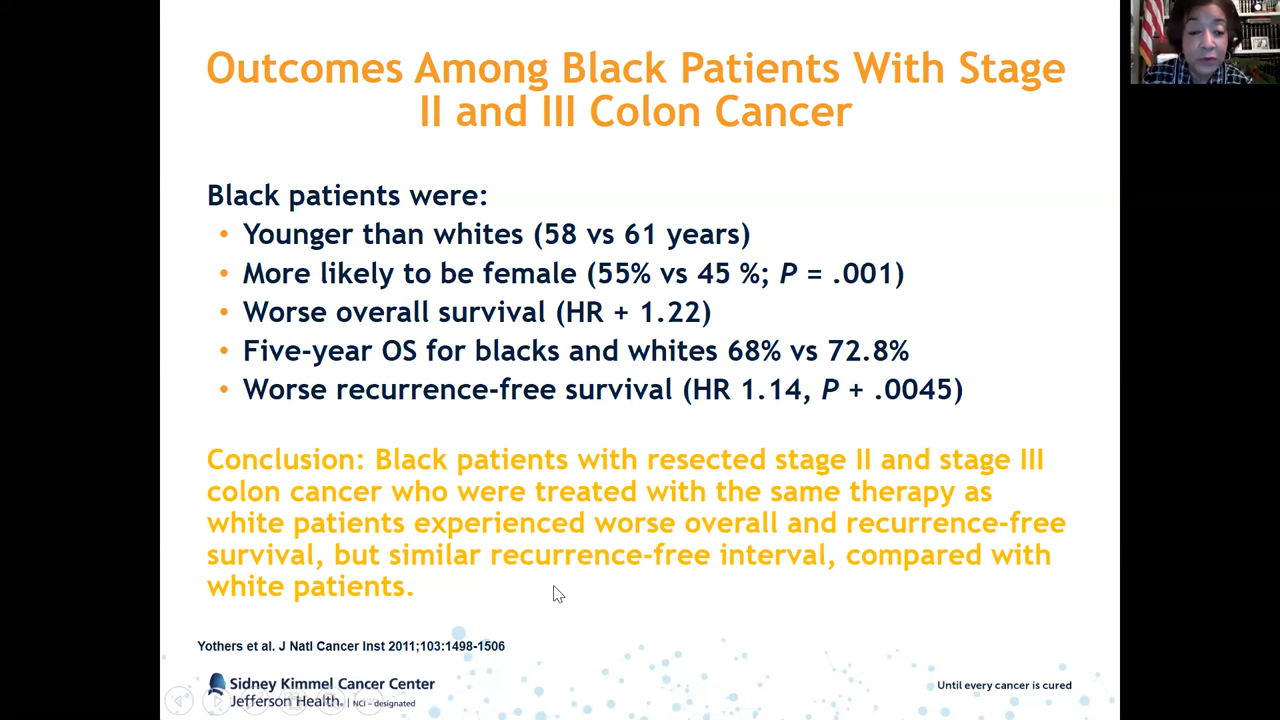 Outcomes Among Black Patients With Stage
II and III Colon Cancer
Black patients were:
• Younger than whites (58 vs 61 years)
• More likely to be female (55% vs 45 %; P = .001)
• Worse overall survival (HR + 1.22)
• Five-year OS for blacks and whites 68% vs 72.8%
• Worse recurrence-free survival (HR 1.14, P + .0045)
Conclusion: Black patients with resected stage II and stage III
colon cancer who were treated with the same therapy as
white patients experienced worse overall and recurrence-free
survival, but similar recurrence-free interval, compared with
white patients.
Yothers et al. J Natl Cancer Inst 2011;103:1498-1506
Sidney Kimmel Cancer Center
Jefferson Health. | NCI – designated
Until every cancer is cured